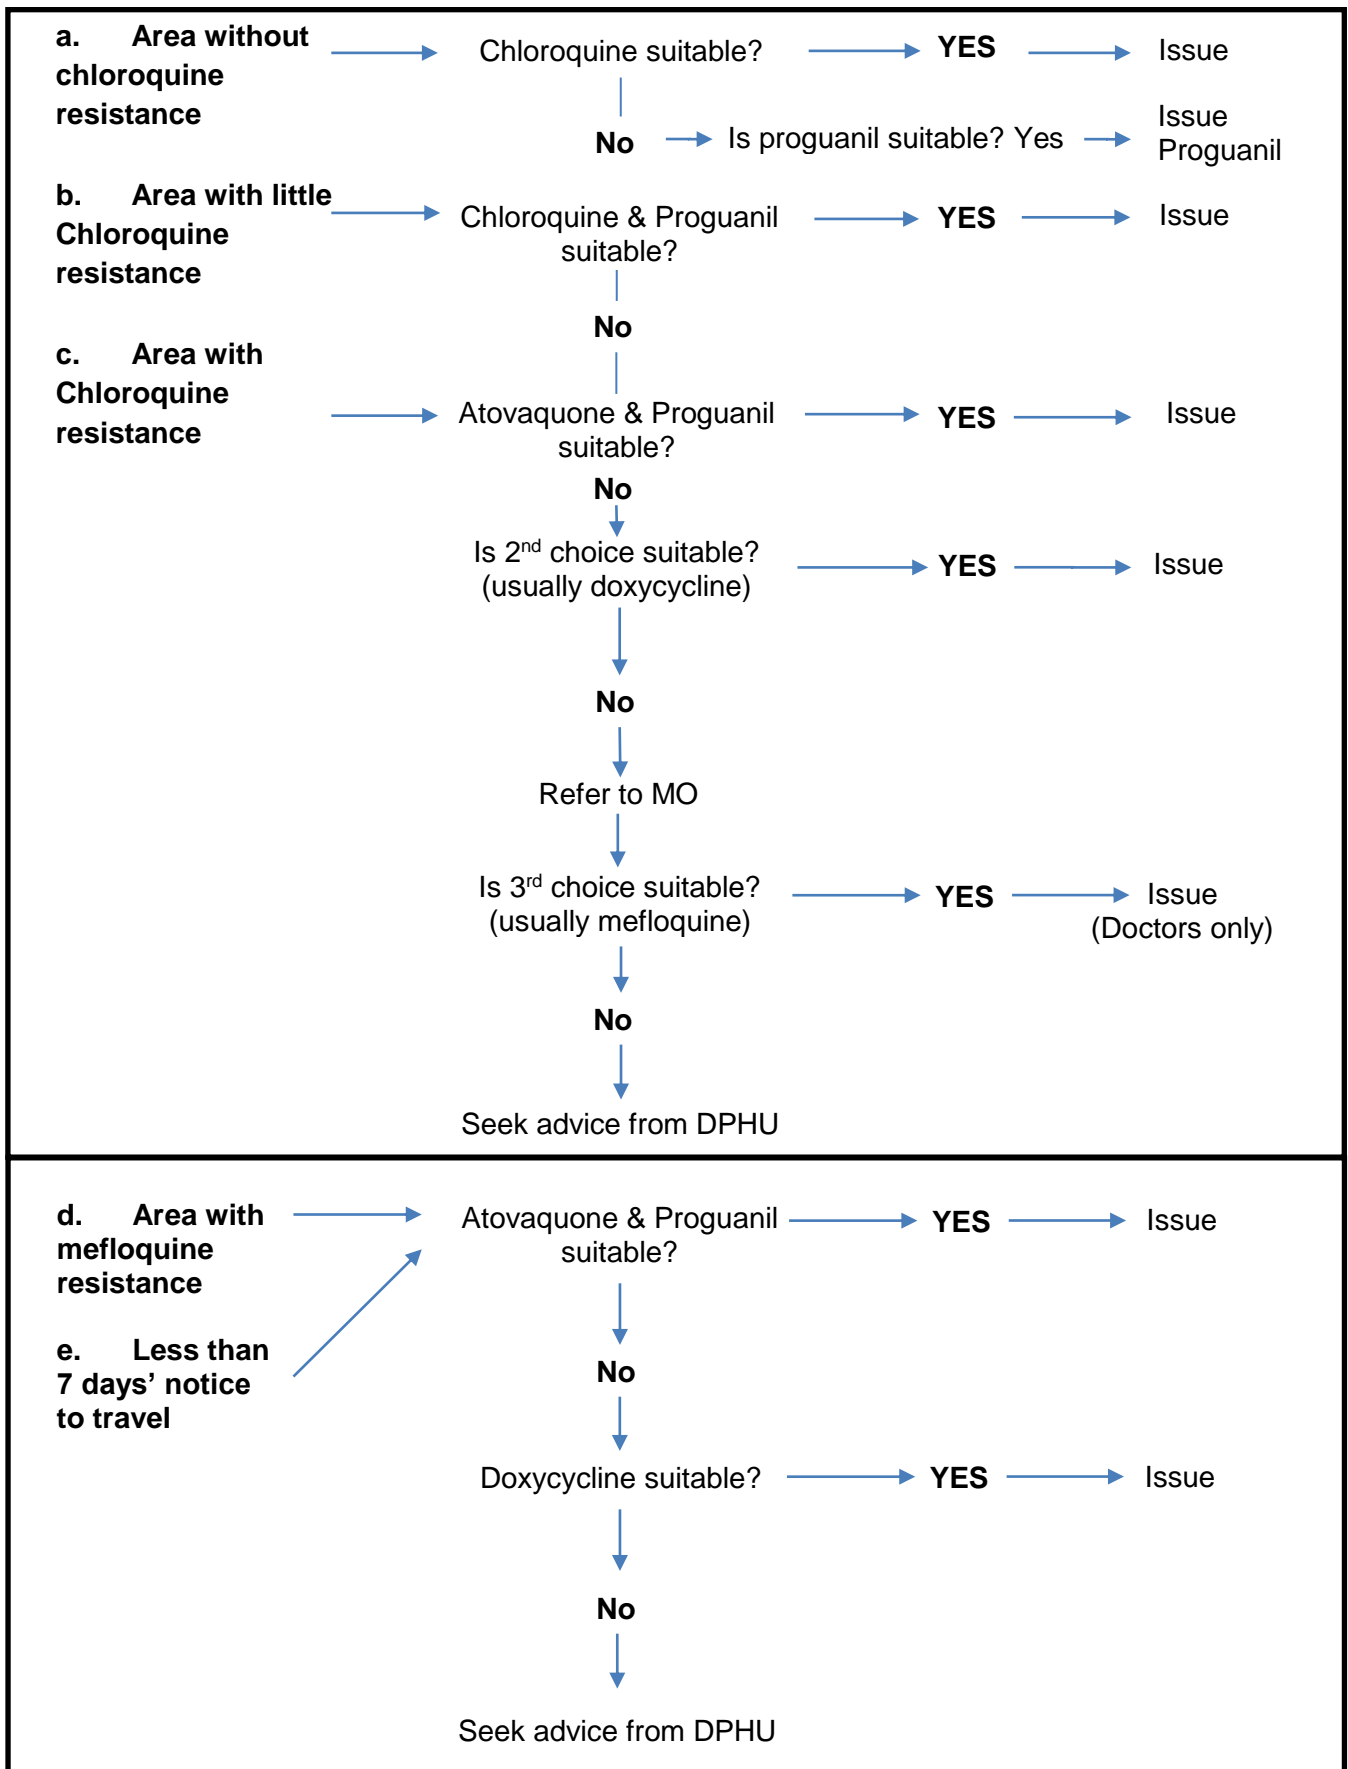 a. Area without
chloroquine
resistance
Chloroquine suitable?
YES
Issue
No
Is proguanil suitable? Yes
Issue
Proguanil
b. Area with little
Chloroquine
resistance
Chloroquine & Proguanil
suitable?
YES
Issue
No
c. Area with
Chloroquine
resistance
Atovaquone & Proguanil
suitable?
YES
Issue
No
Is 2nd choice suitable?
(usually doxycycline)
YES
Issue
No
Refer to MO
Is 3rd choice suitable?
(usually mefloquine)
YES
Issue
(Doctors only)
No
Seek advice from DPHU
d. Area with
mefloquine
resistance
Atovaquone & Proguanil
suitable?
YES
Issue
e. Less than
7 days’ notice
to travel
No
Doxycycline suitable?
YES
Issue
No
Seek advice from DPHU